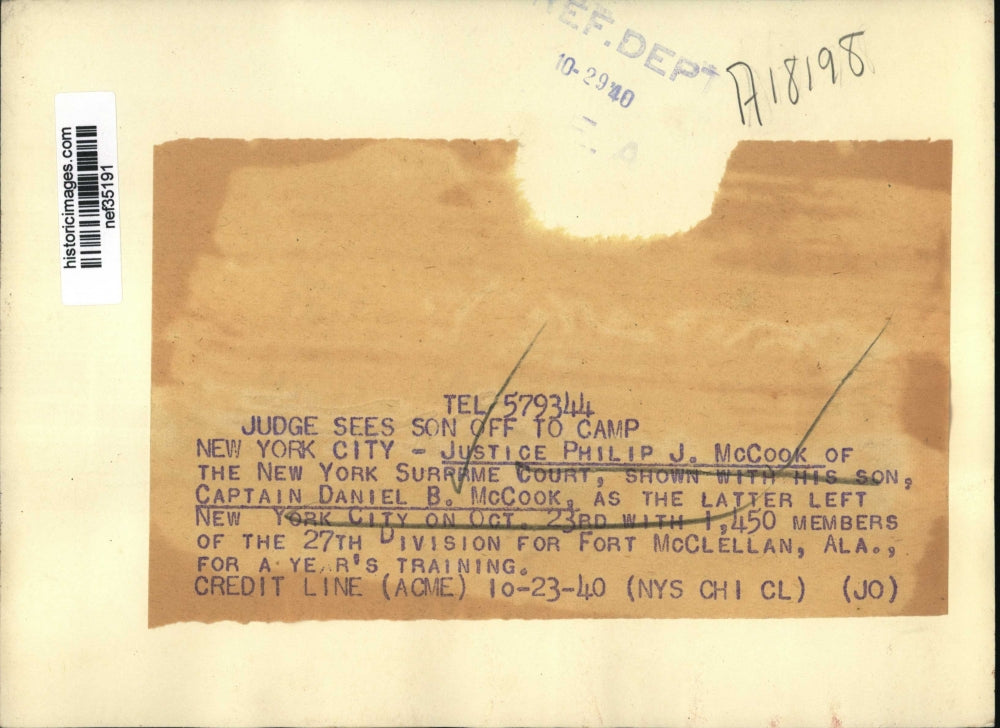 REF.DEPT
10-29 40
E A
A18198
historicimages.com
nef35191
TEL 579344
JUDGE SEES SON OFF TO CAMP
NEW YORK CITY - JUSTICE PHILIP J. MCCOOK OF
THE NEW YORK SURPRME COURT, SHOWN WITH HIS SON,
CAPTAIN DANIEL B. MCCOOK, AS THE LATTER LEFT
NEW YORK CITY ON OCT. 23RD WITH 1,450 MEMBERS
OF THE 27TH DIVISION FOR FORT MCCLELLAN, ALA.,
FOR A YEAR'S TRAINING.
CREDIT LINE (ACME) 10-23-40 (NYS CHI CL) (JO)